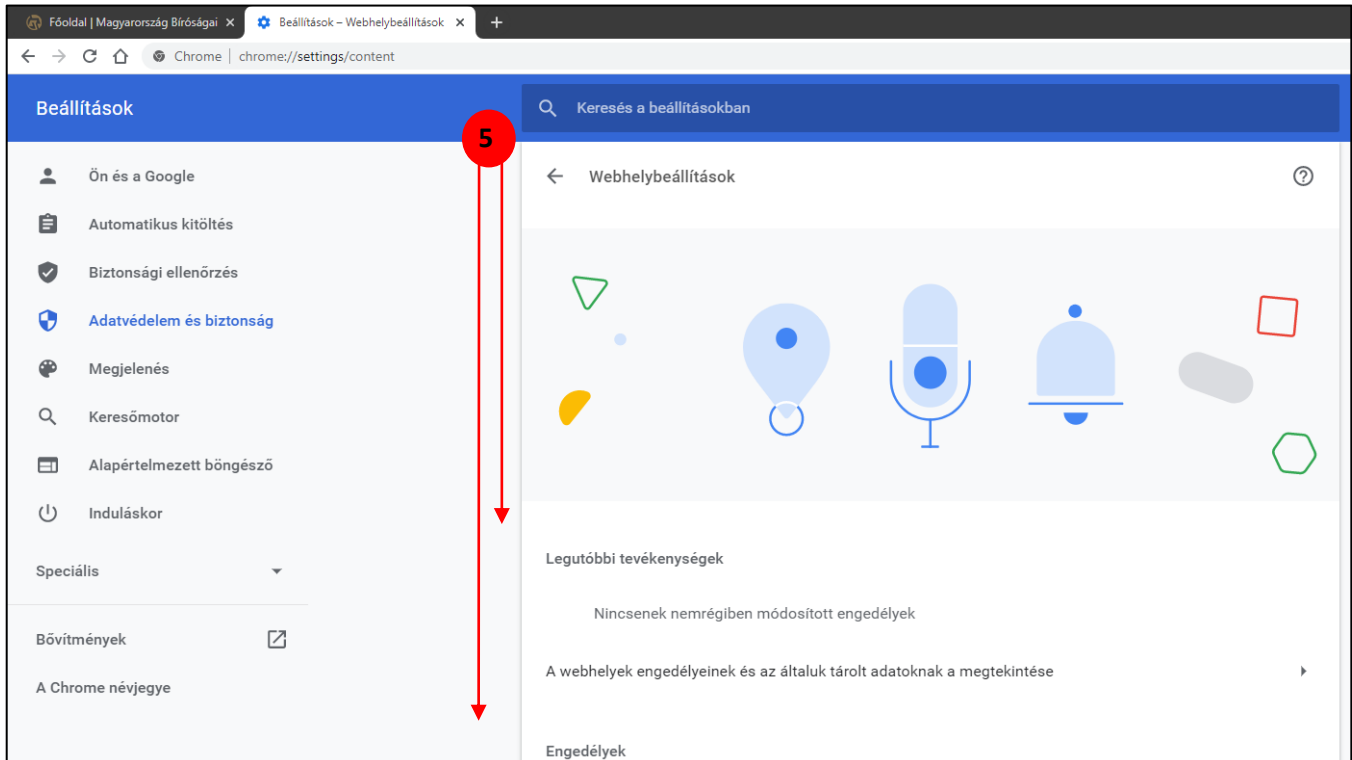 Főoldal | Magyarország Bíróságai
Beállítások – Webhelybeállítások
Chrome | chrome://settings/content
Beállítások
Keresés a beállításokban
5
Ön és a Google
Automatikus kitöltés
Biztonsági ellenőrzés
Adatvédelem és biztonság
Megjelenés
Keresőmotor
Alapértelmezett böngésző
Induláskor
Speciális
Bővítmények
A Chrome névjegye
Webhelybeállítások
Legutóbbi tevékenységek
Nincsenek nemrégiben módosított engedélyek
A webhelyek engedélyeinek és az általuk tárolt adatoknak a megtekintése
Engedélyek